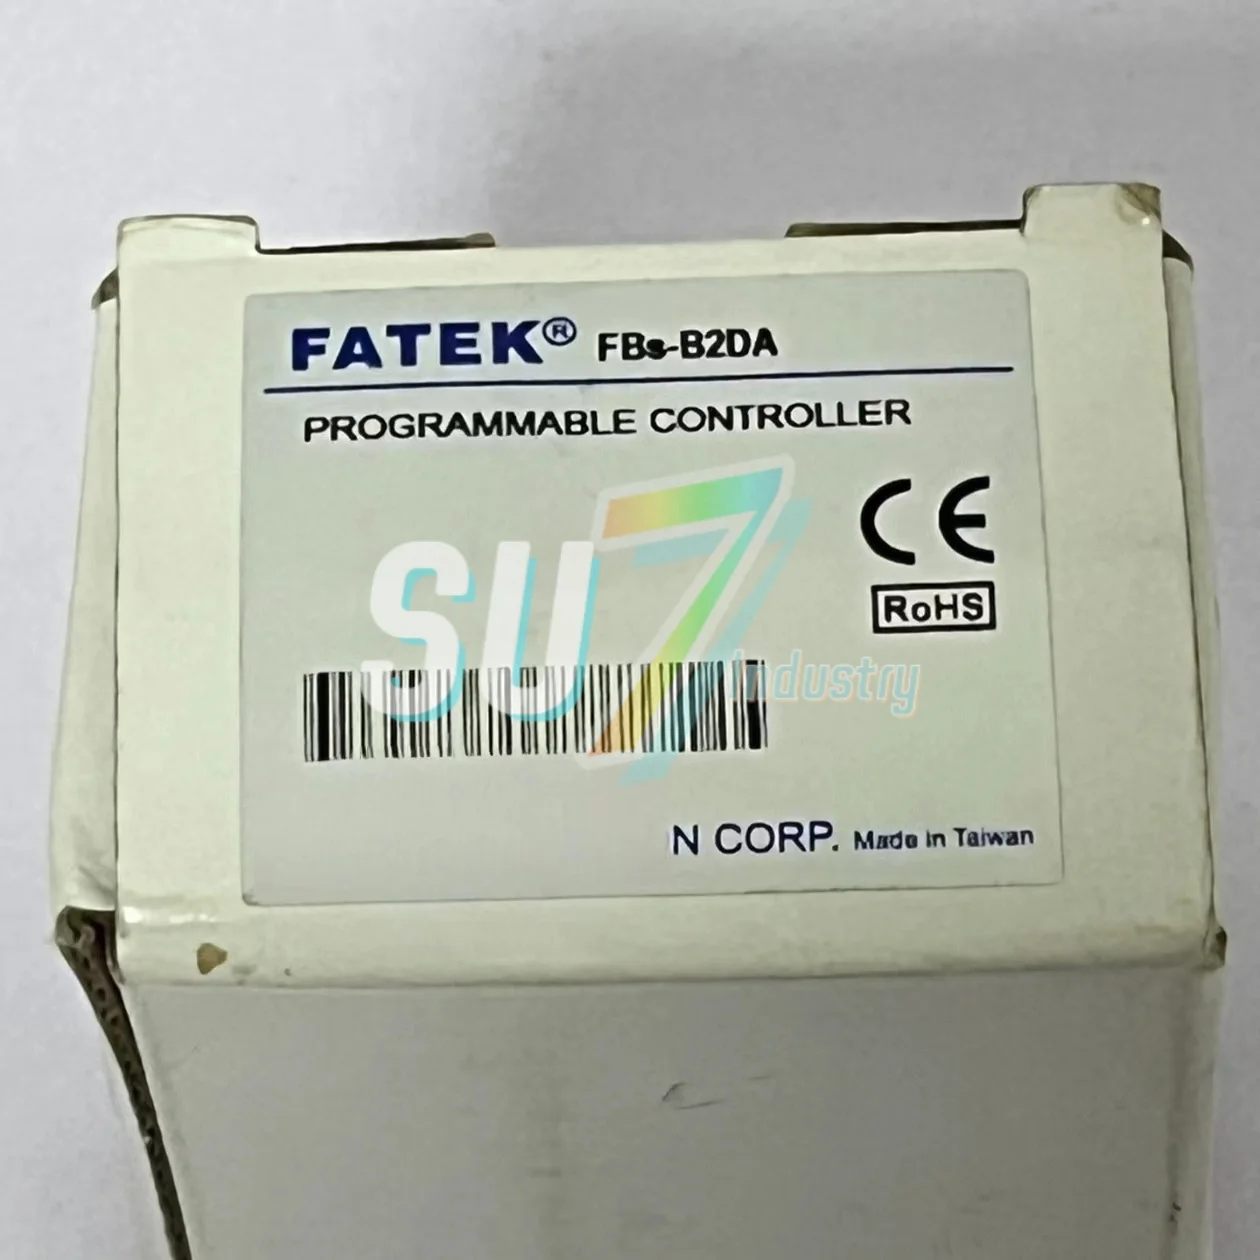 FATEK® FBs-B2DA
PROGRAMMABLE CONTROLLER
CE
RoHS
SU7
Industry
N CORP. Made in Taiwan